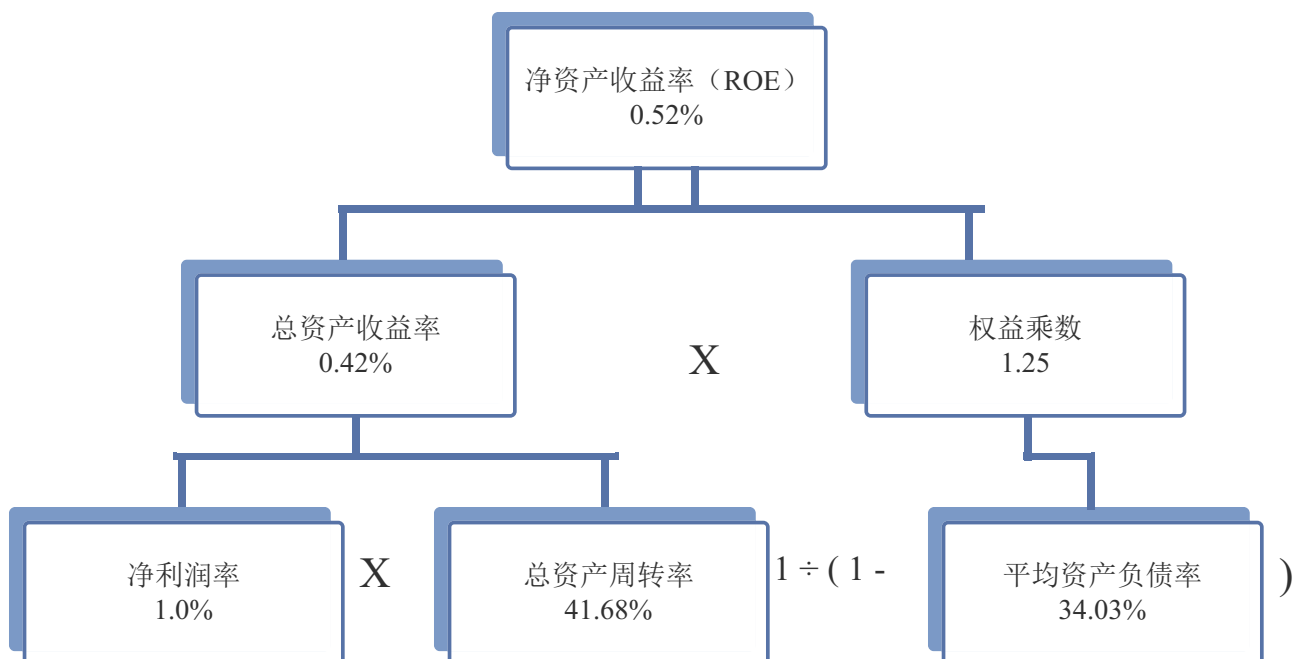 净资产收益率（ROE）
0.52%
总资产收益率
0.42%
X
权益乘数
1.25
净利润率
1.0%
X
总资产周转率
41.68%
1 ÷ ( 1 -
平均资产负债率
34.03%
)